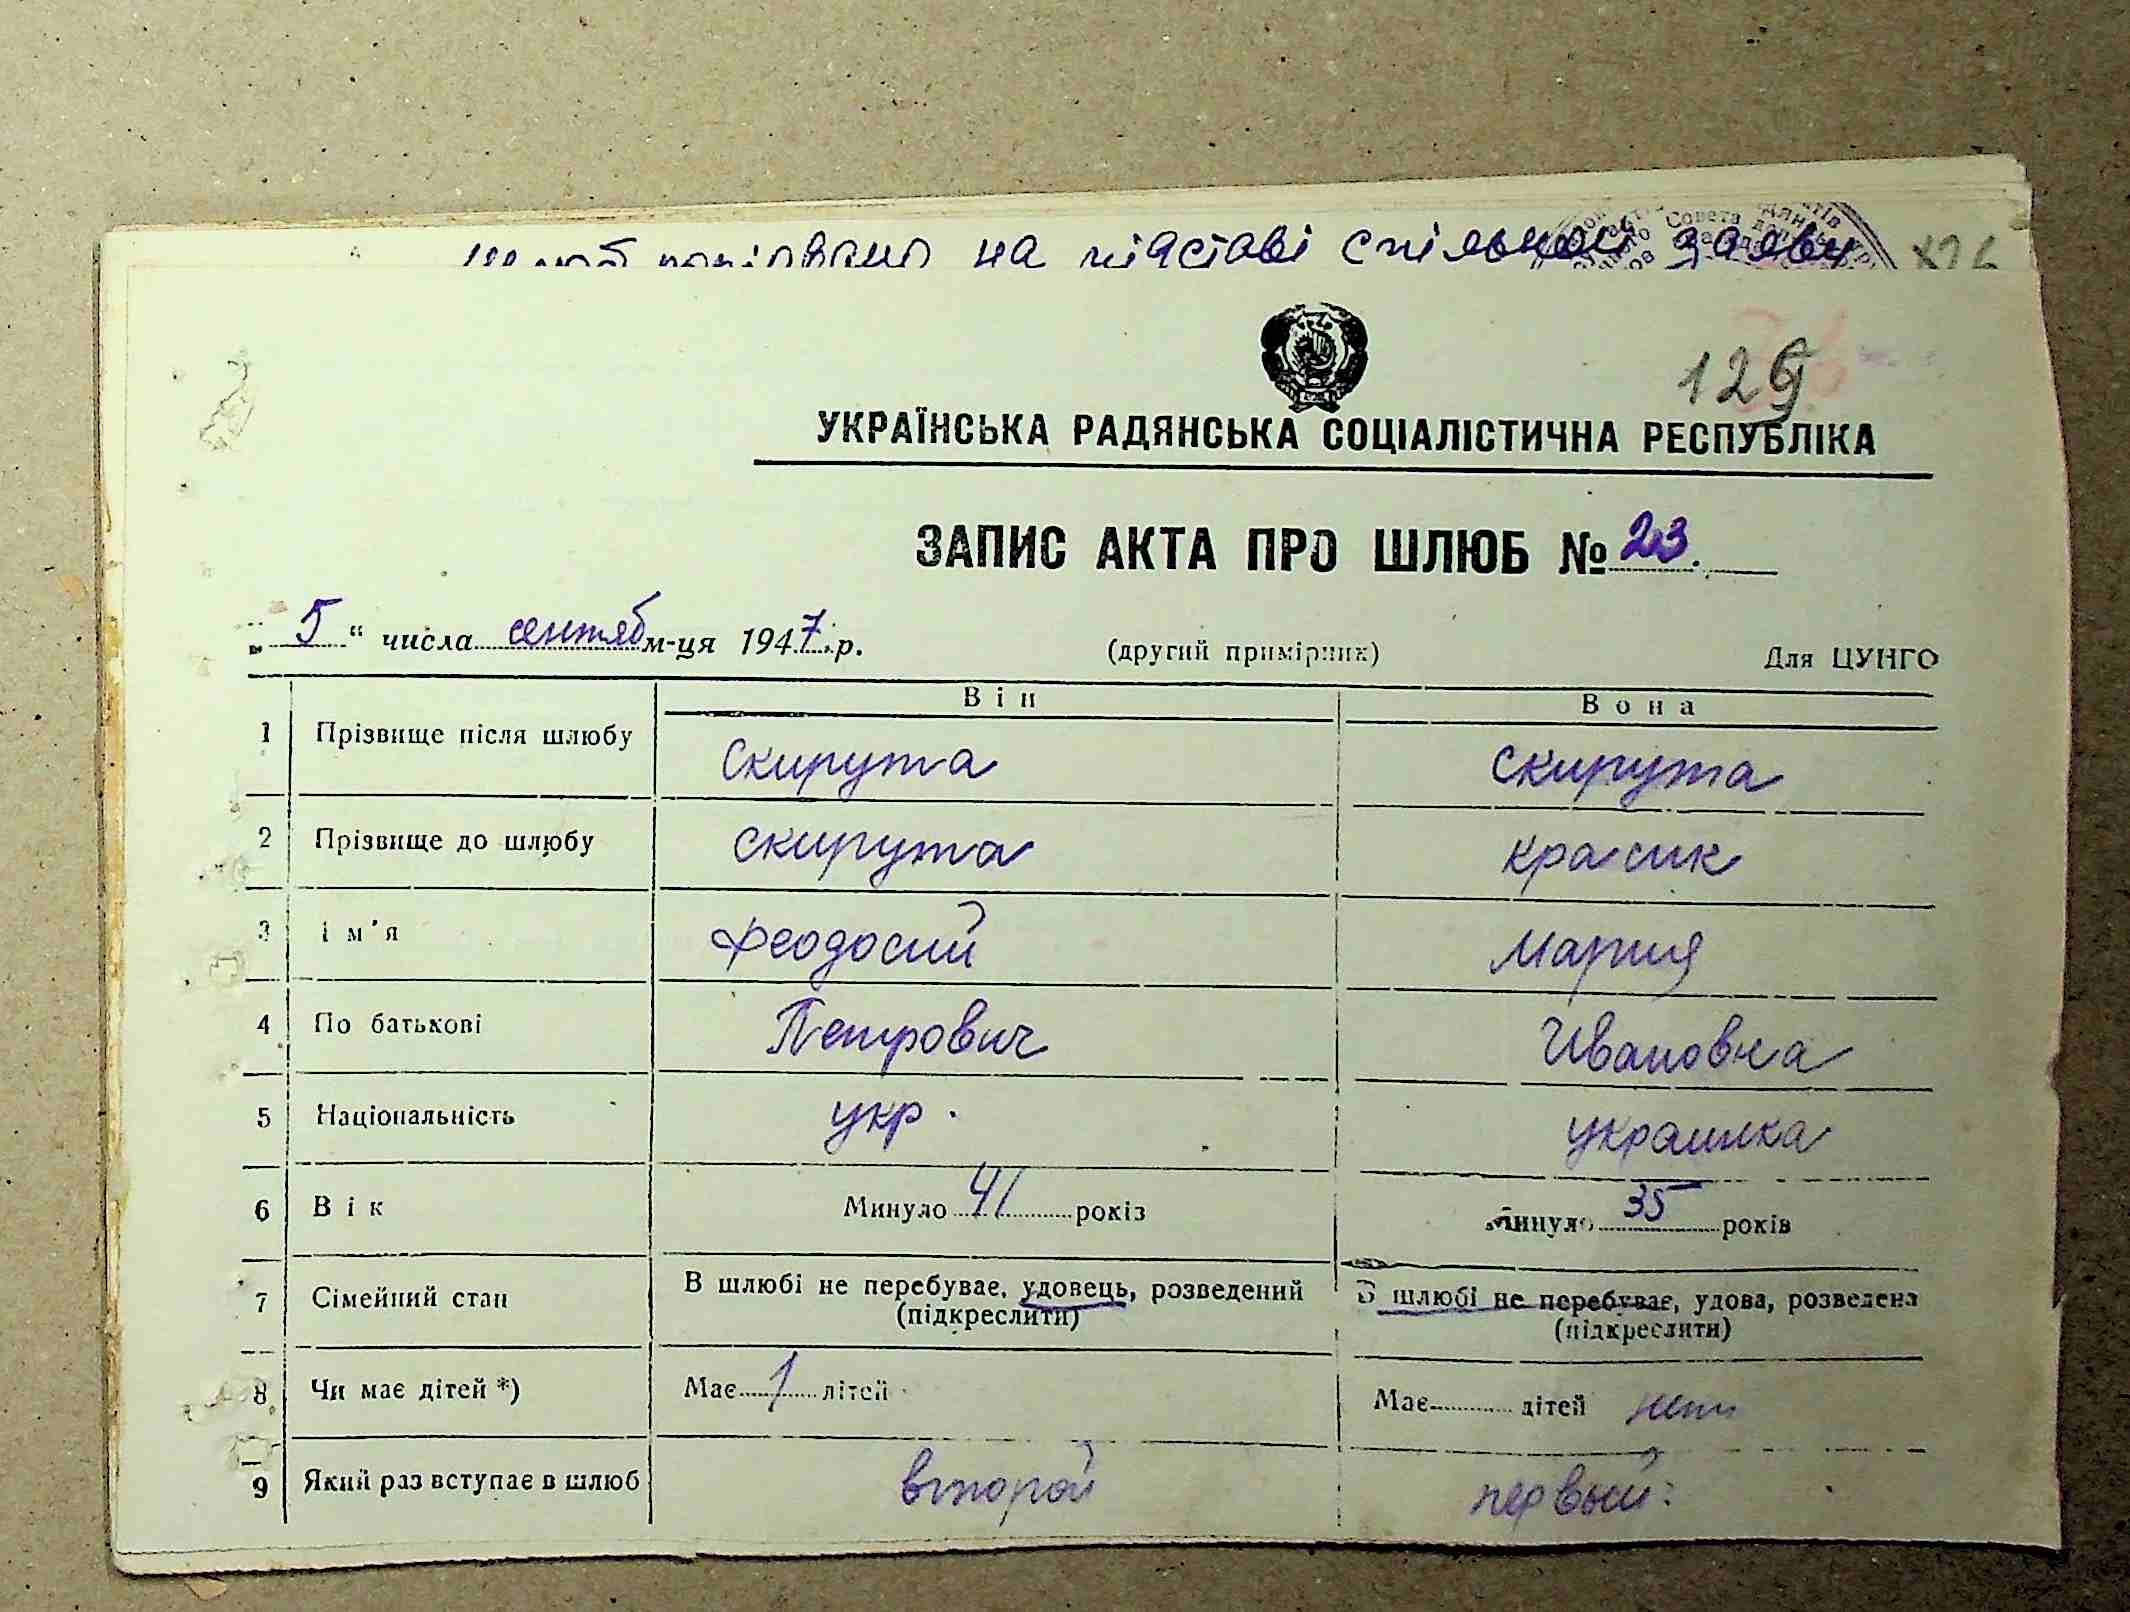 на підставі спільної заяви
129
УКРАЇНСЬКА РАДЯНСЬКА СОЦІАЛІСТИЧНА РЕСПУБЛІКА
ЗАПИС АКТА ПРО ШЛЮБ № 23.
„ 5 “ числа сентяб м-ця 1947 р. (другий примірник) Для ЦУНГО
Він Вона
1 Прізвище після шлюбу Скирута Скирута
2 Прізвище до шлюбу скирута красик
3 Ім'я Феодосий Мария
4 По батькові Петрович Ивановна
5 Національність укр. украинка
6 Вік Минуло 41 років Минуло 35 років
7 Сімейний стан В шлюбі не перебуває, удовець, розведений В шлюбі не перебуває, удова, розведена
(підкреслити) (підкреслити)
8 Чи має дітей *) Має 1 дітей Має дітей нет
9 Який раз вступає в шлюб второй первый